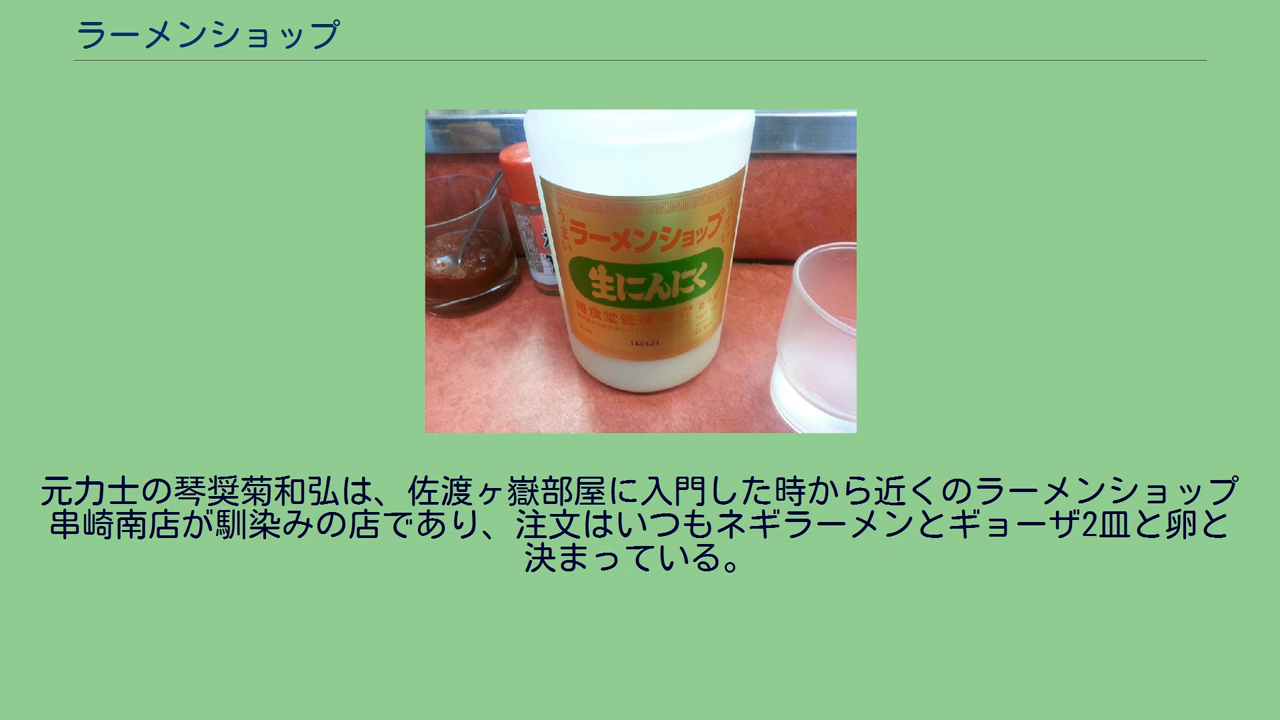 ラーメンショップ
うまい
ラーメンショップ
生にんにく
元力士の琴奨菊和弘は、佐渡ヶ嶽部屋に入門した時から近くのラーメンショップ
串崎南店が馴染みの店であり、注文はいつもネギラーメンとギョーザ2皿と卵と
決まっている。